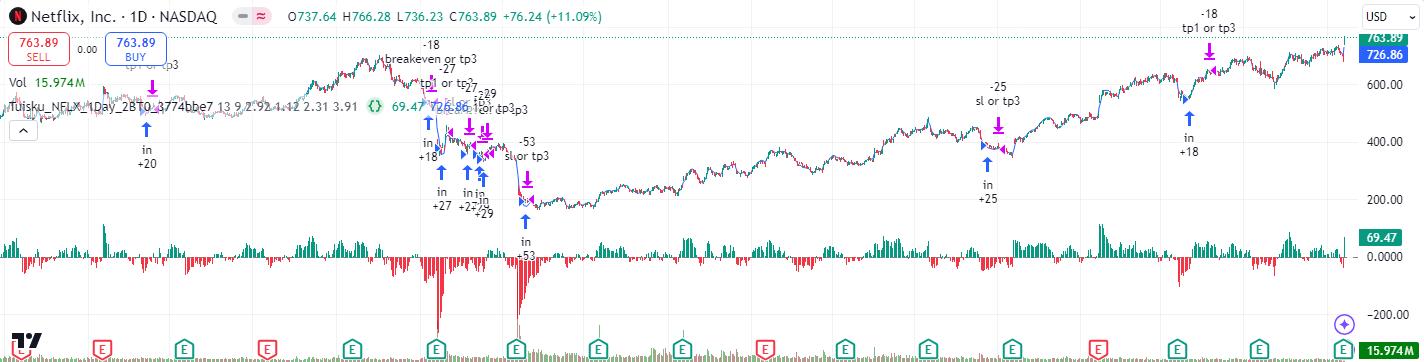 Netflix, Inc. · 1D · NASDAQ O737.64 H766.28 L736.23 C763.89 +76.24 (+11.09%)
USD
763.89
SELL
0.00
763.89
BUY
Vol 15.974M
Tuisku_NFLX_1Day_2BT0_3774bbe7 13 9 2.92 1.12 2.31 3.91 {} 69.47 726.86
in
+20
-18
breakeven or tp3
-27
tp1 or tp3
in
+18
in
+27
in
in
+29
-53
sl or tp3
in
+53
-25
sl or tp3
in
+25
-18
tp1 or tp3
in
+18
763.89
726.86
600.00
400.00
200.00
69.47
0.0000
−200.00
15.974M
E E E E E E E E E E E E E E E E E